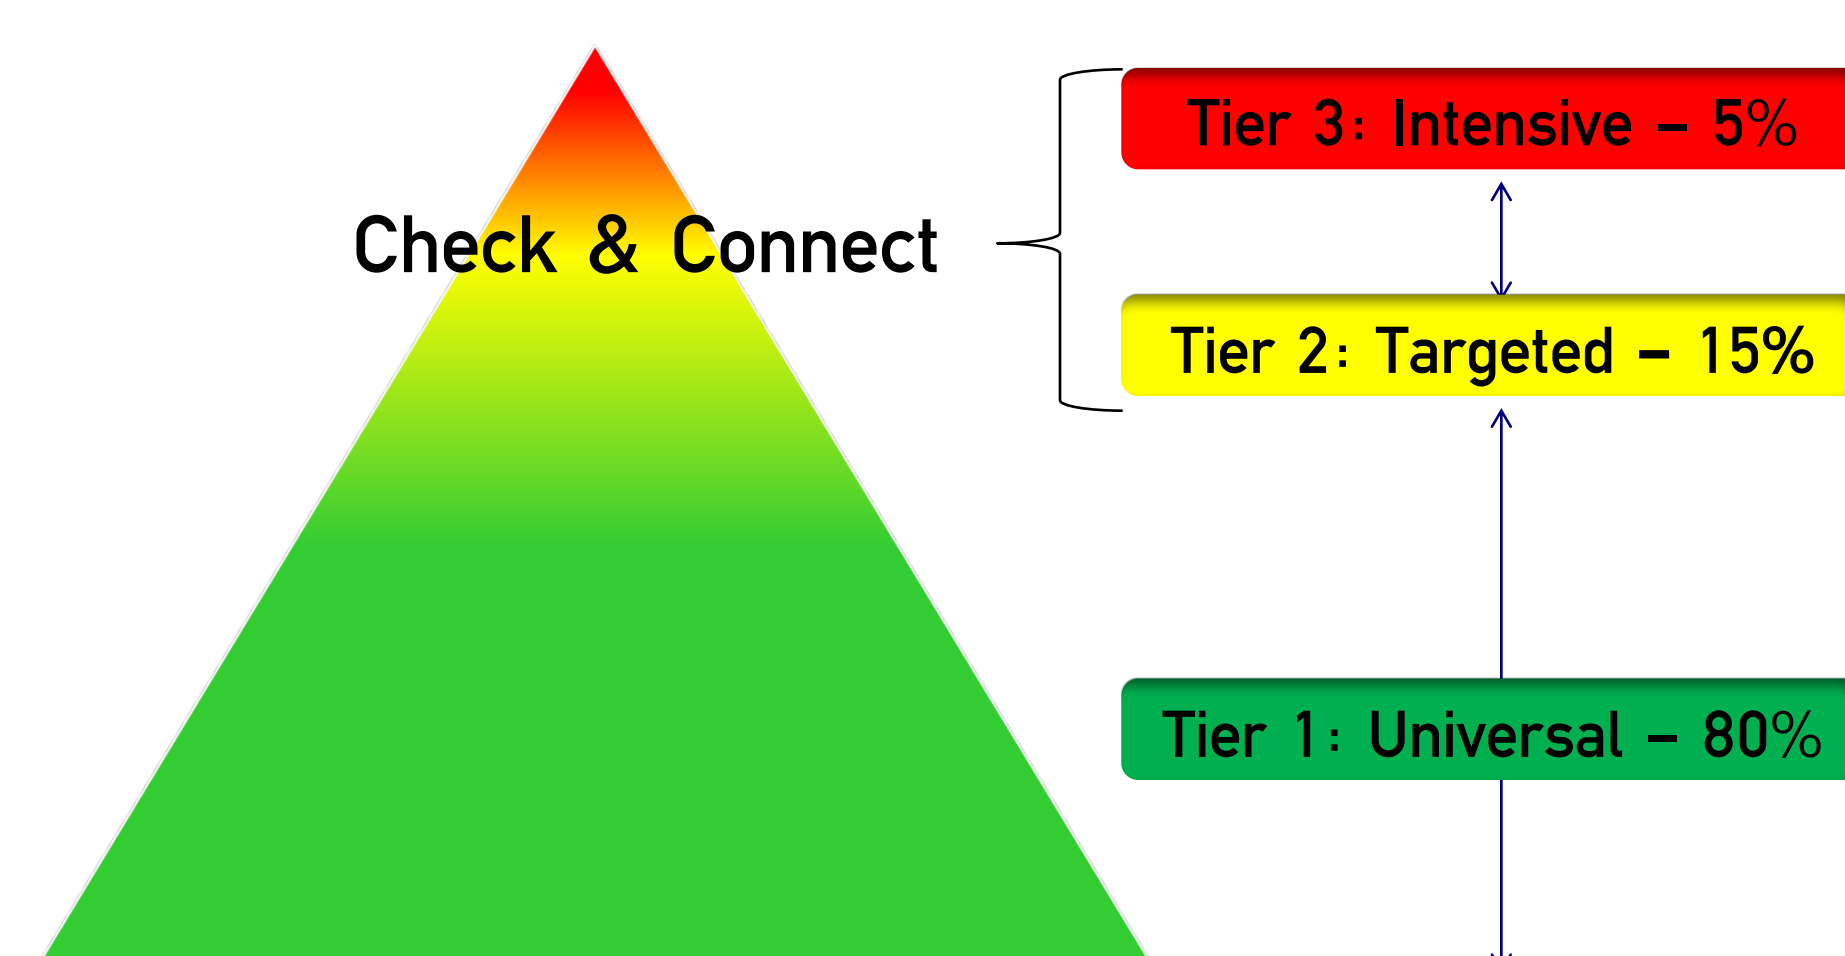 Tier 3: Intensive – 5%
Check & Connect
Tier 2: Targeted – 15%
Tier 1: Universal – 80%